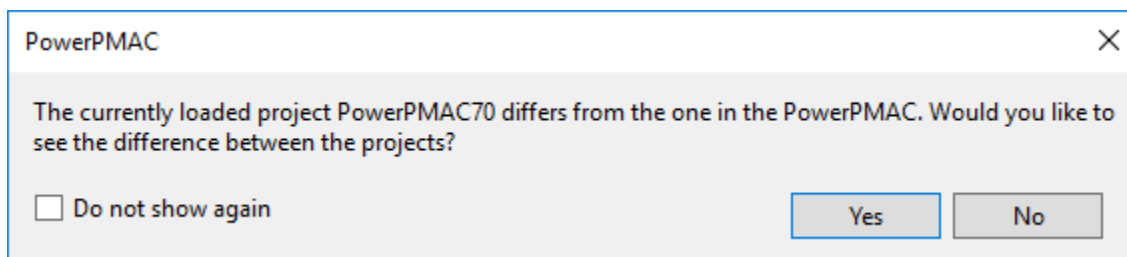 PowerPMAC
The currently loaded project PowerPMAC70 differs from the one in the PowerPMAC. Would you like to
see the difference between the projects?
Do not show again
Yes
No